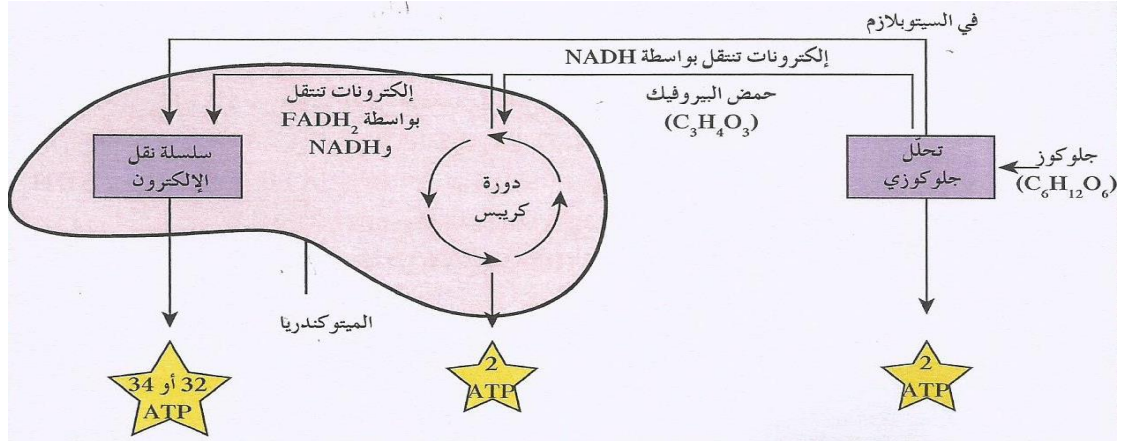 في السيتوبلازم
إلكترونات تنتقل بواسطة NADH
حمض البيروفيك
(C₃H₄O₃)
جلوكوز
(C₆H₁₂O₆)
تحلّل
جلوكوزي
إلكترونات تنتقل
بواسطة FADH₂
وNADH
دورة
كريبس
سلسلة نقل
الإلكترون
الميتوكندريا
2
ATP
2
ATP
32 أو 34
ATP